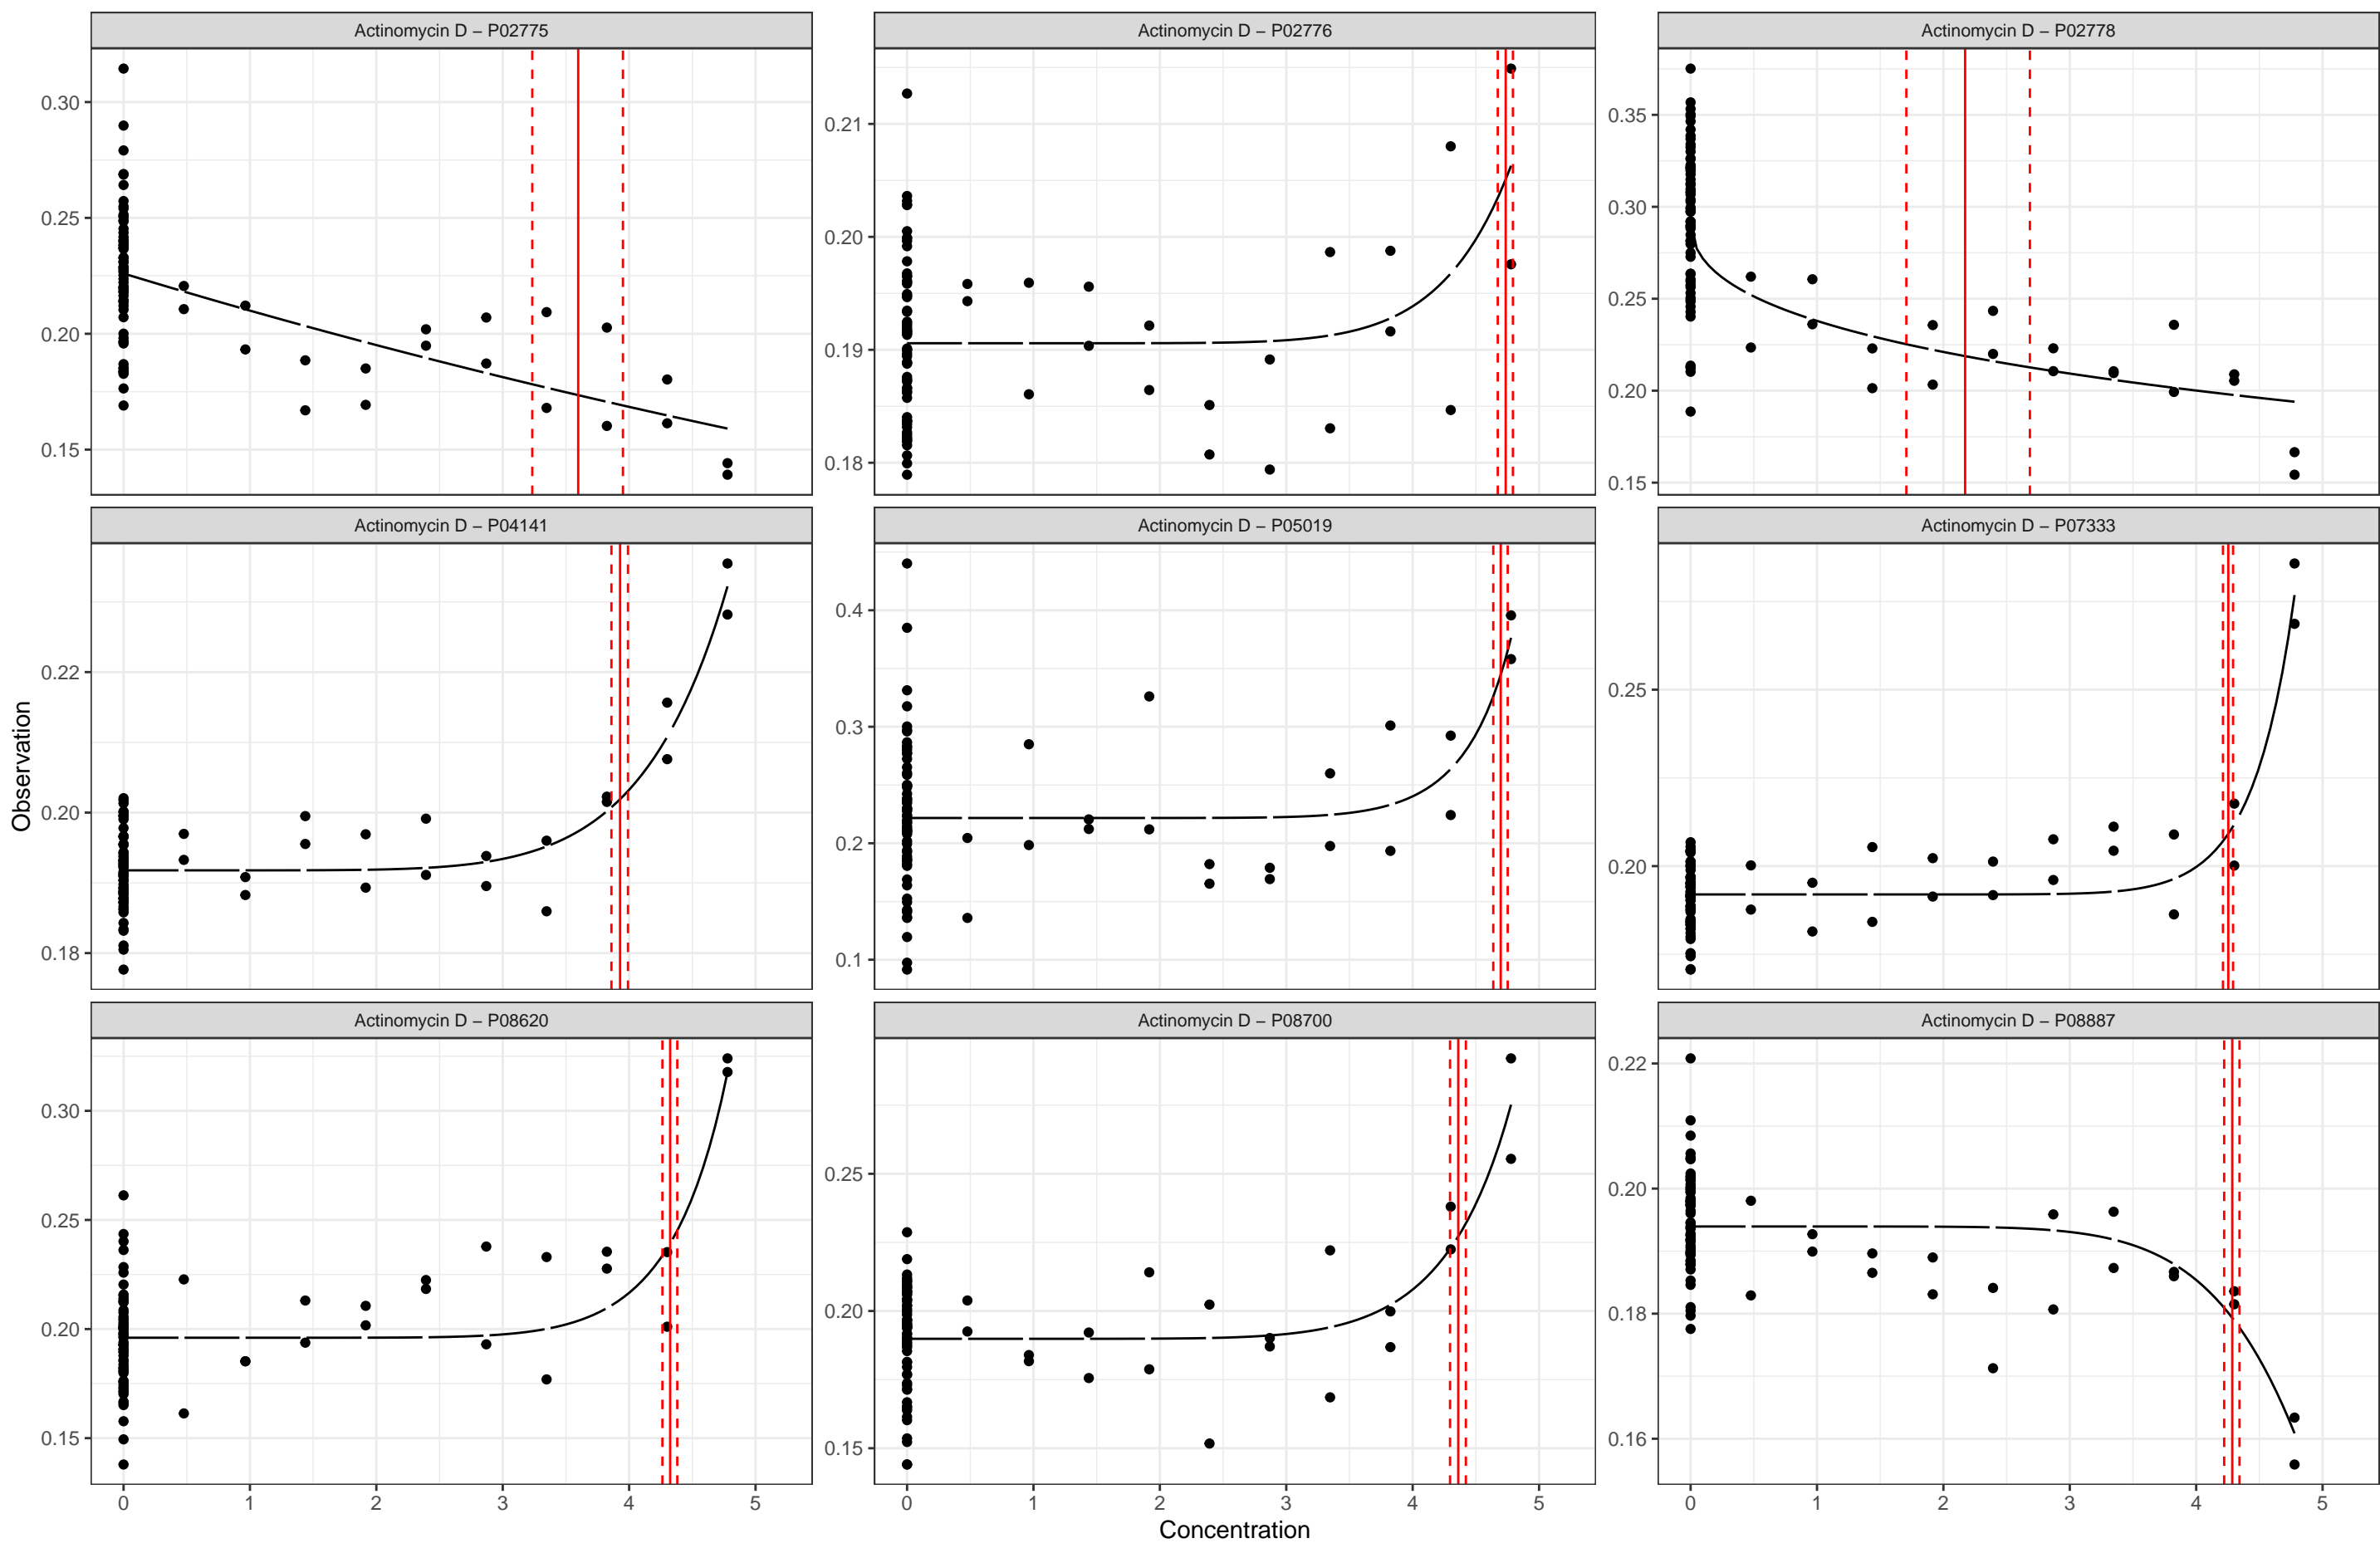 Actinomycin D – P02775
Actinomycin D – P02776
Actinomycin D – P02778
0.30
0.25
0.20
0.15
0.21
0.20
0.19
0.18
0.35
0.30
0.25
0.20
0.15
Actinomycin D – P04141
Actinomycin D – P05019
Actinomycin D – P07333
0.22
0.20
0.18
0.4
0.3
0.2
0.1
0.25
0.20
Observation
Actinomycin D – P08620
Actinomycin D – P08700
Actinomycin D – P08887
0.30
0.25
0.20
0.15
0.25
0.20
0.15
0.22
0.20
0.18
0.16
0 1 2 3 4 5
0 1 2 3 4 5
0 1 2 3 4 5
Concentration